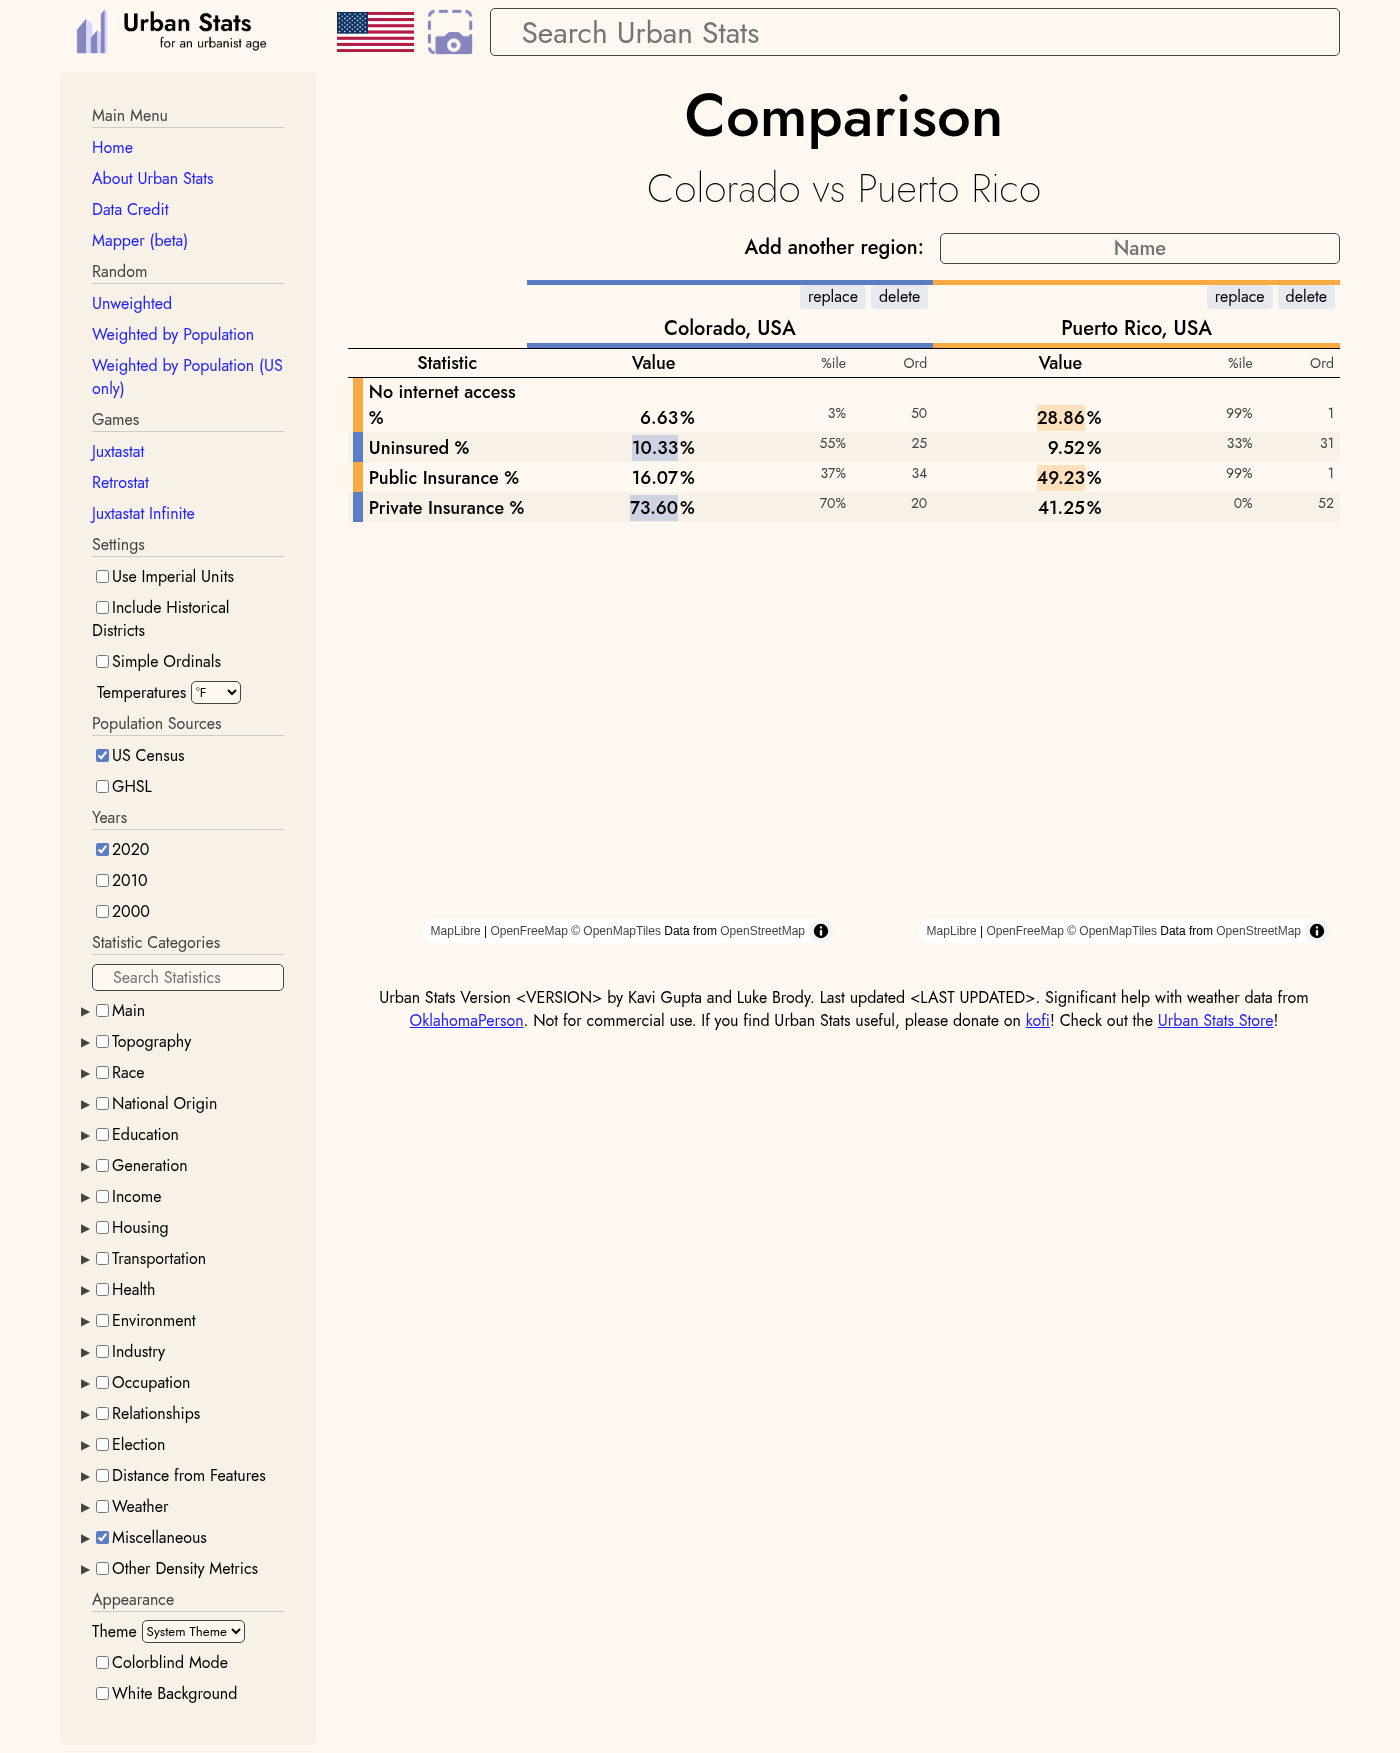 Urban Stats
for an urbanist age
Search Urban Stats
Main Menu
Home
About Urban Stats
Data Credit
Mapper (beta)
Random
Unweighted
Weighted by Population
Weighted by Population (US
only)
Games
Juxtastat
Retrostat
Juxtastat Infinite
Settings
Use Imperial Units
Include Historical
Districts
Simple Ordinals
Temperatures °F
Population Sources
US Census
GHSL
Years
2020
2010
2000
Statistic Categories
Search Statistics
Main
Topography
Race
National Origin
Education
Generation
Income
Housing
Transportation
Health
Environment
Industry
Occupation
Relationships
Election
Distance from Features
Weather
Miscellaneous
Other Density Metrics
Appearance
Theme System Theme
Colorblind Mode
White Background
Comparison
Colorado vs Puerto Rico
Add another region: Name
replace delete replace delete
Colorado, USA Puerto Rico, USA
Statistic Value %ile Ord Value %ile Ord
No internet access
% 6.63% 3% 50 28.86% 99% 1
Uninsured % 10.33% 55% 25 9.52% 33% 31
Public Insurance % 16.07% 37% 34 49.23% 99% 1
Private Insurance % 73.60% 70% 20 41.25% 0% 52
MapLibre | OpenFreeMap © OpenMapTiles Data from OpenStreetMap MapLibre | OpenFreeMap © OpenMapTiles Data from OpenStreetMap
Urban Stats Version <VERSION> by Kavi Gupta and Luke Brody. Last updated <LAST UPDATED>. Significant help with weather data from
OklahomaPerson. Not for commercial use. If you find Urban Stats useful, please donate on kofi! Check out the Urban Stats Store!